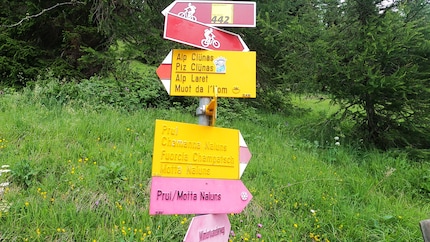 442
Alp Clünas
Piz Clünas
Alp Laret
Muot da l'Hom
Prui
Chamanna Naluns
Fuorcla Champatsch
Motta Naluns
Prui/Motta Naluns